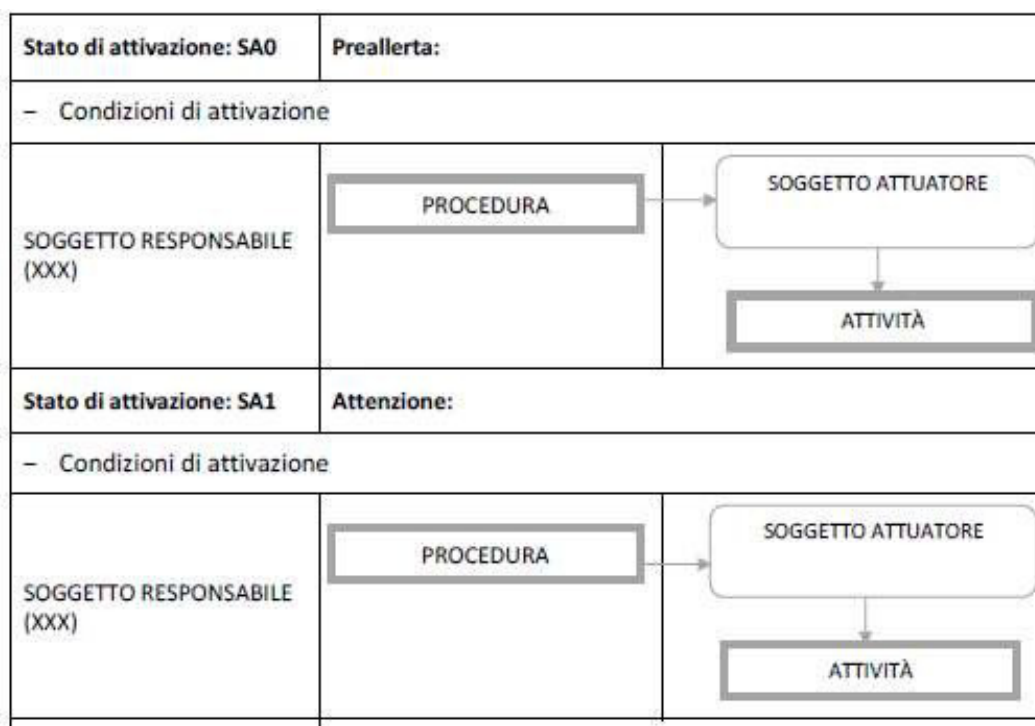 Stato di attivazione: SA0
Preallerta:
– Condizioni di attivazione
SOGGETTO RESPONSABILE
(XXX)
PROCEDURA
SOGGETTO ATTUATORE
ATTIVITÀ
Stato di attivazione: SA1
Attenzione:
– Condizioni di attivazione
SOGGETTO RESPONSABILE
(XXX)
PROCEDURA
SOGGETTO ATTUATORE
ATTIVITÀ